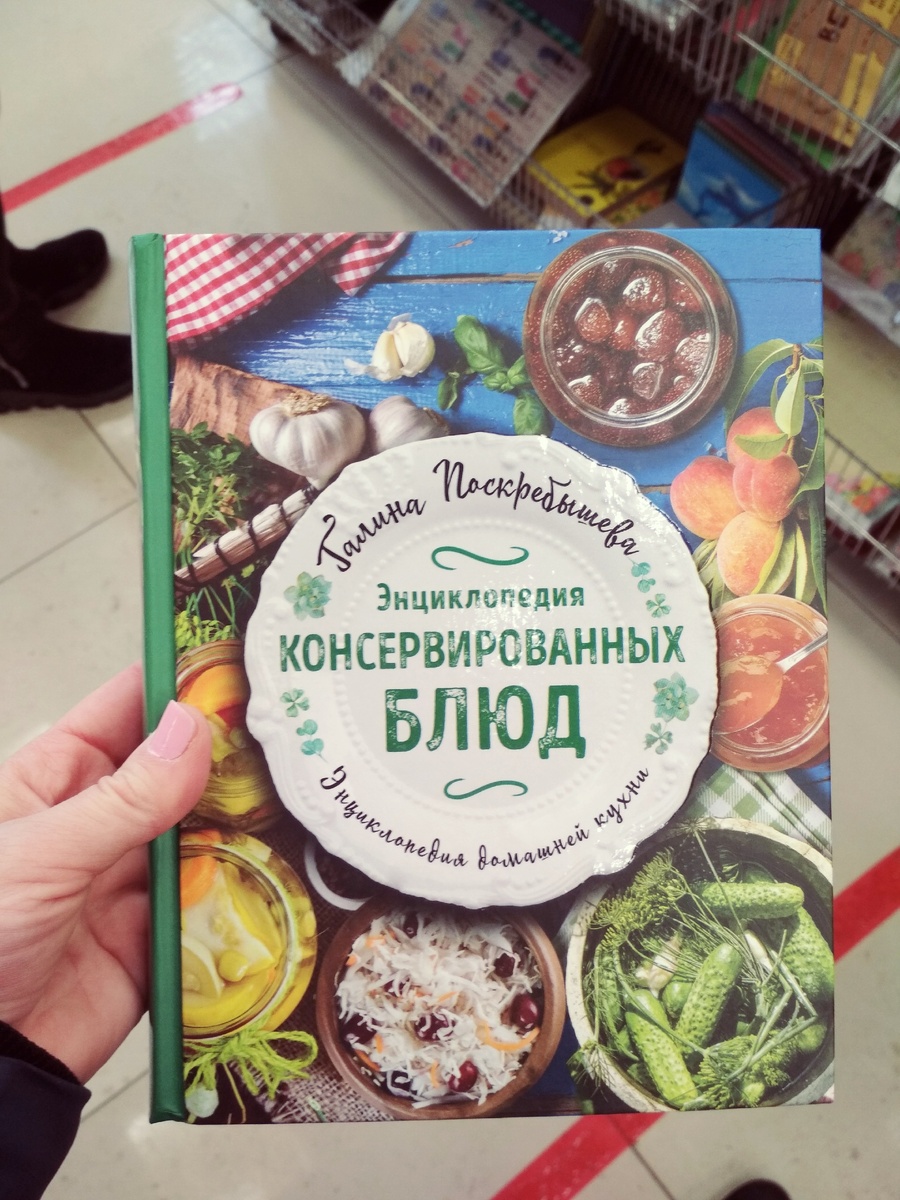 Галина Поскребышева
Энциклопедия
КОНСЕРВИРОВАННЫХ
БЛЮД
Энциклопедия домашней кухни